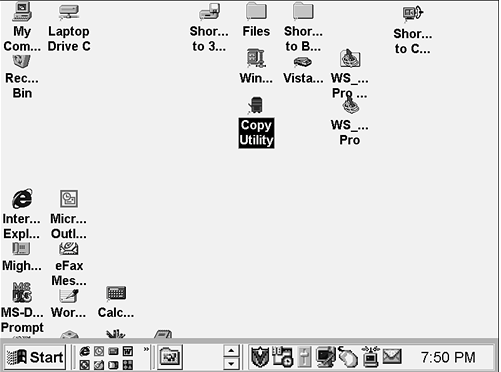 My Com... Laptop Drive C Shor... to 3... Files Shor... to B... Shor... to C...
Rec... Bin Win... Vista... WS_... Pro ...
Copy Utility WS_... Pro
Inter... Expl... Micr... Outl...
Migh... eFax Mes...
MS-D... Prompt Wor... Calc...
Start 7:50 PM